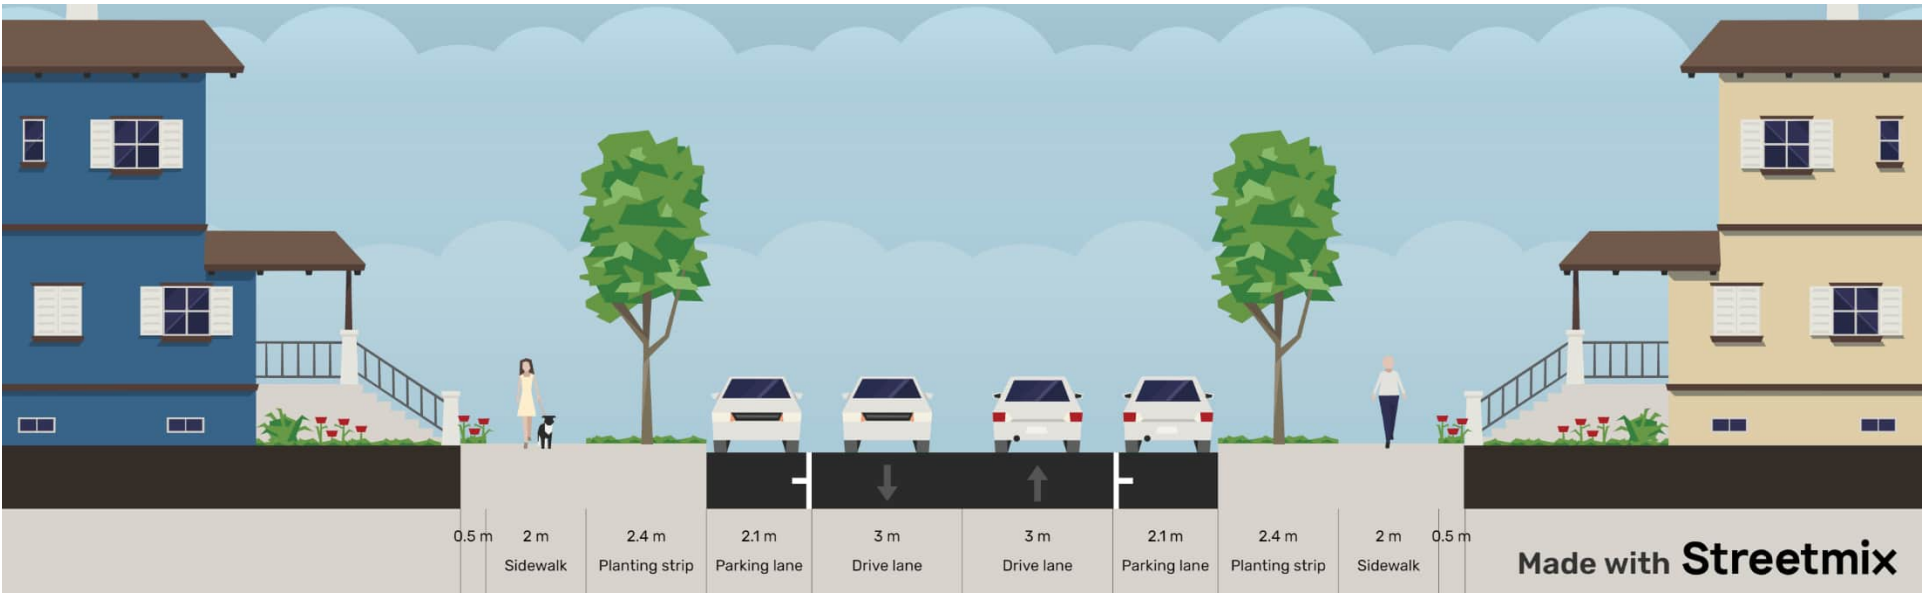 0.5 m 2 m 2.4 m 2.1 m 3 m 3 m 2.1 m 2.4 m 2 m 0.5 m
Sidewalk Planting strip Parking lane Drive lane Drive lane Parking lane Planting strip Sidewalk
Made with Streetmix